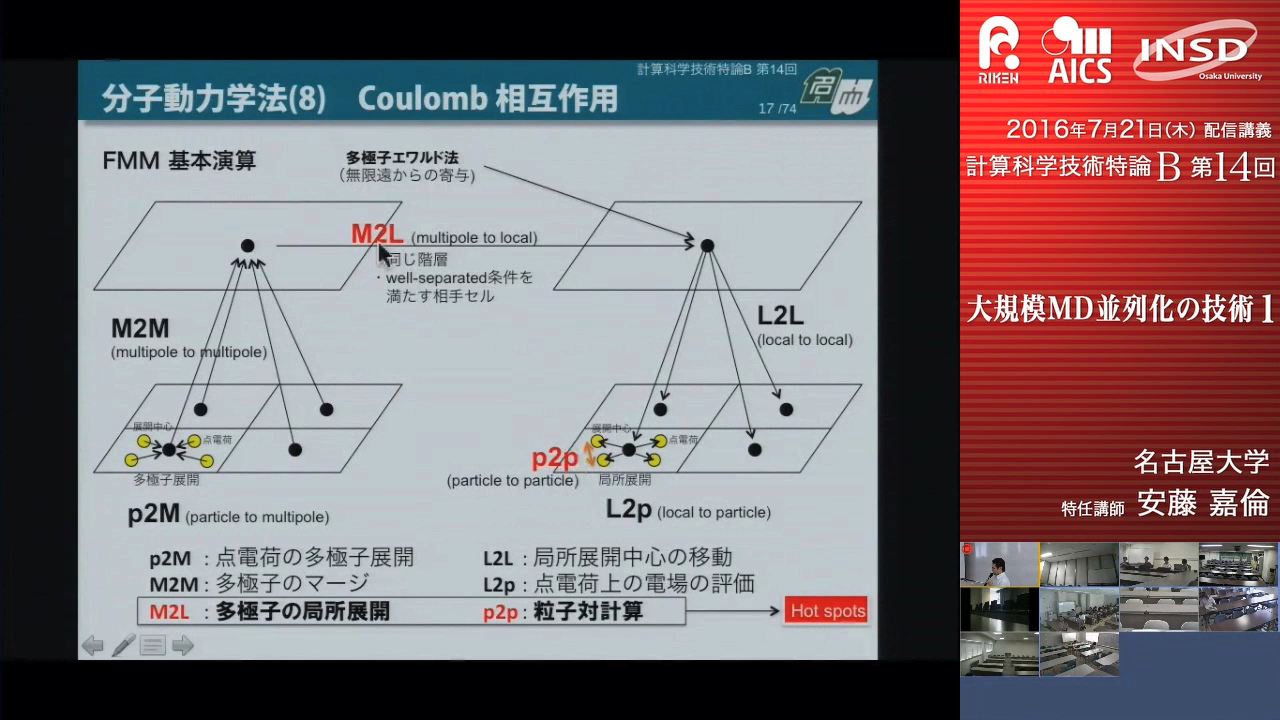 計算科学技術特論B 第14回
分子動力学法(8) Coulomb 相互作用
17 /74
FMM 基本演算
多極子エワルド法
（無限遠からの寄与)
M2L (multipole to local)
同じ階層
・well-separated条件を
満たす相手セル
M2M
(multipole to multipole)
L2L
(local to local)
展開中心
点電荷
多極子展開
p2M (particle to multipole)
展開中心
点電荷
p2p
(particle to particle)
局所展開
L2p (local to particle)
p2M : 点電荷の多極子展開
M2M : 多極子のマージ
M2L : 多極子の局所展開
L2L : 局所展開中心の移動
L2p : 点電荷上の電場の評価
p2p : 粒子対計算
Hot spots
RIKEN
AICS
INSD
Osaka University
2016年7月21日(木) 配信講義
計算科学技術特論 B 第14回
大規模MD並列化の技術1
名古屋大学
特任講師 安藤 嘉倫